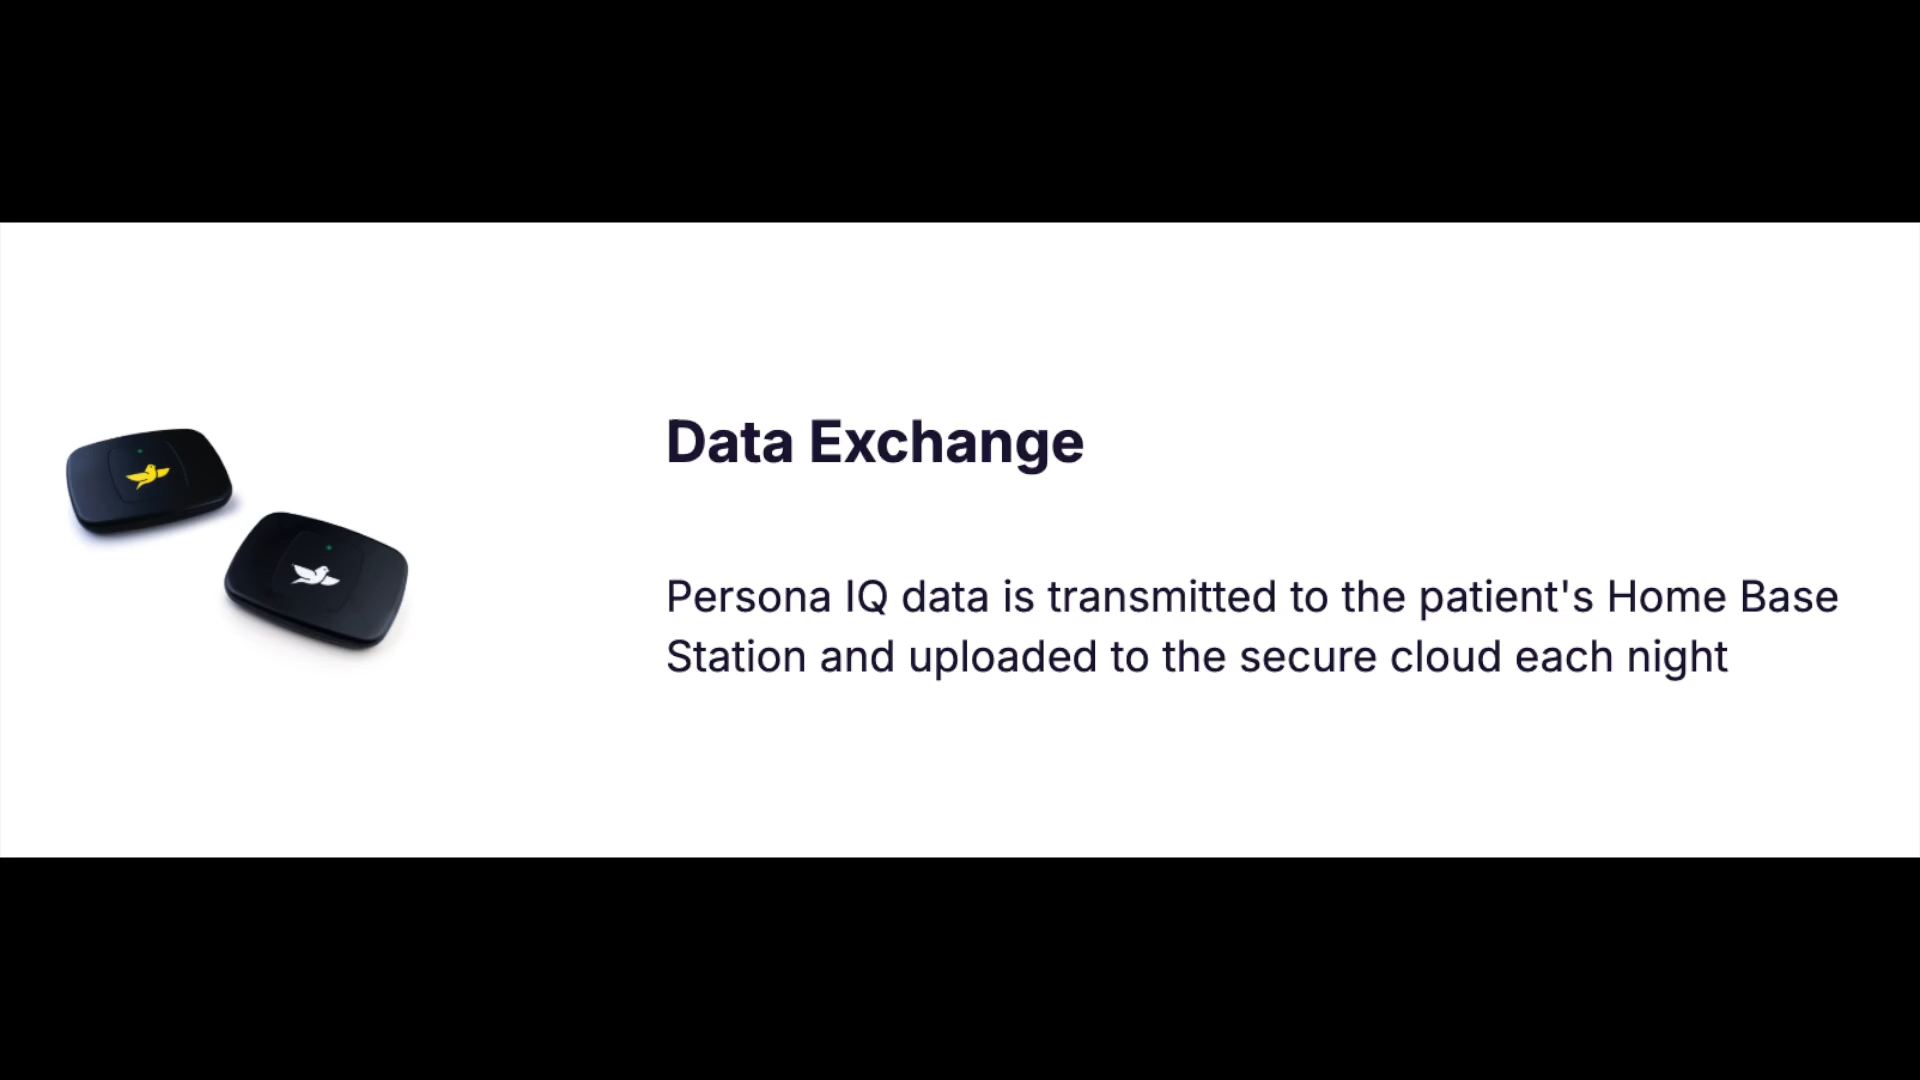 Data Exchange
Persona IQ data is transmitted to the patient's Home Base
Station and uploaded to the secure cloud each night